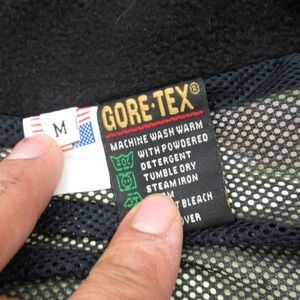 M
GORE-TEX®
MACHINE WASH WARM
WITH POWDERED
DETERGENT
TUMBLE DRY
STEAM IRON
BLEACH